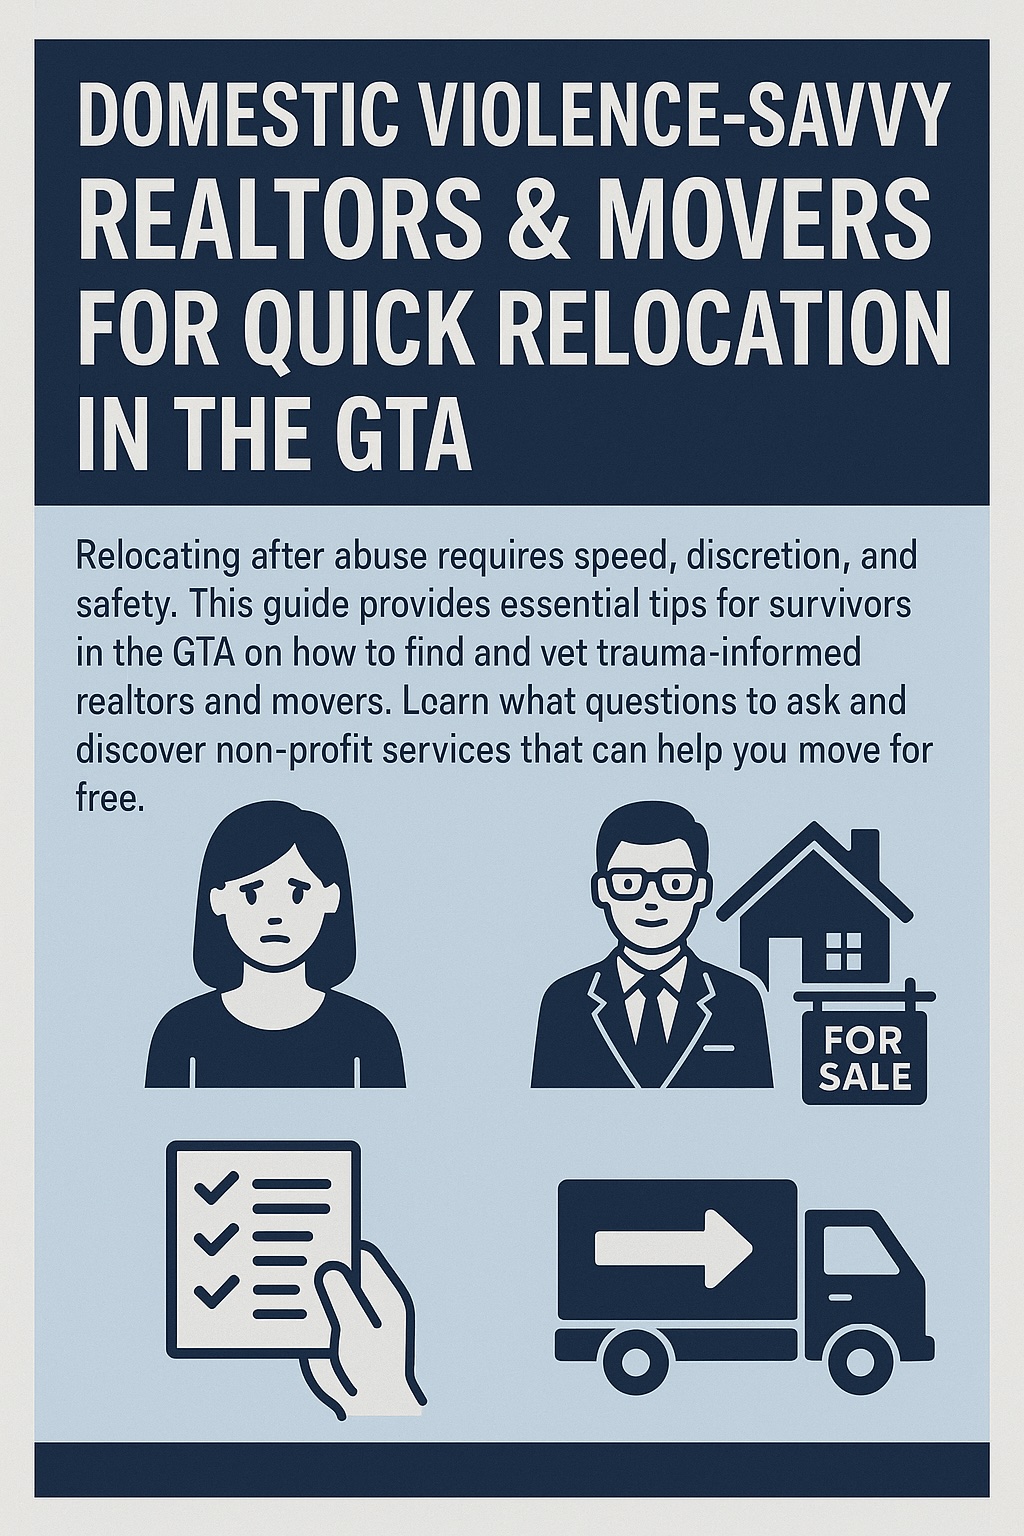 DOMESTIC VIOLENCE-SAVVY
REALTORS & MOVERS
FOR QUICK RELOCATION
IN THE GTA
Relocating after abuse requires speed, discretion, and
safety. This guide provides essential tips for survivors
in the GTA on how to find and vet trauma-informed
realtors and movers. Lcarn what questions to ask and
discover non-profit services that can help you move for
free.
FOR
SALE